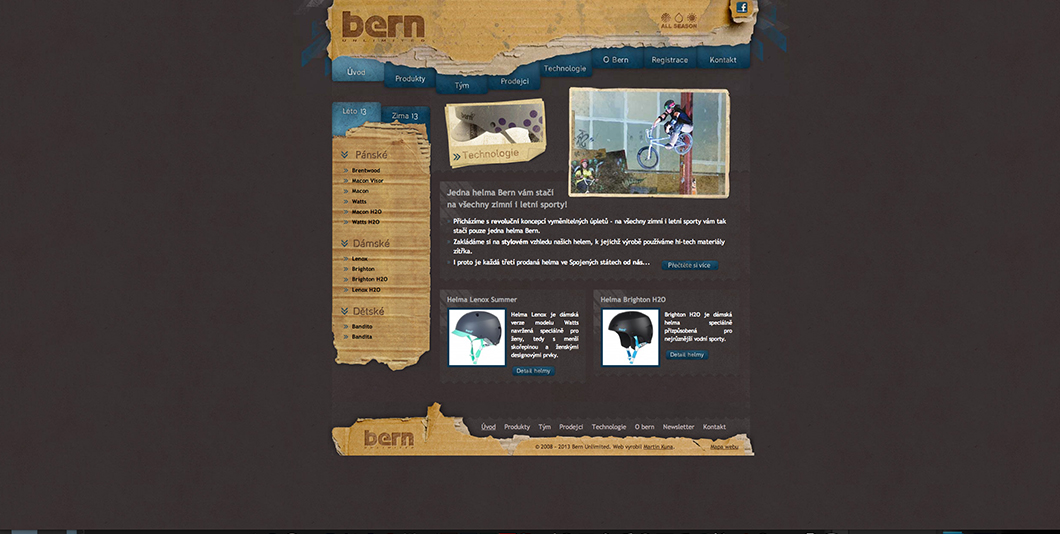 bern
UNLIMITED
ALL SEASON
Úvod
Produkty
Tým
Prodejci
Technologie
O Bern
Registrace
Kontakt
Léto 13
Zima 13
Pánské
Brentwood
Macon Visor
Macon
Watts
Macon H2O
Watts H2O
Dámské
Lenox
Brighton
Brighton H2O
Lenox H2O
Dětské
Bandito
Bandita
Technologie
Jedna helma Bern vám stačí
na všechny zimní i letní sporty!
Přicházíme s revoluční koncepcí vyměnitelných úpletů - na všechny zimní i letní sporty vám tak
stačí pouze jedna helma Bern.
Zakládáme si na stylovém vzhledu našich helem, k jejichž výrobě používáme hi-tech materiály
zítřka.
I proto je každá třetí prodaná helma ve Spojených státech od nás...
Přečtěte si více
Helma Lenox Summer
Helma Lenox je dámská
verze modelu Watts
navržená speciálně pro
ženy, tedy s menší
skořepinou a ženskými
designovými prvky.
Detail helmy
Helma Brighton H2O
Brighton H2O je dámská
helma speciálně
přizpůsobená pro
nejrůznější vodní sporty.
Detail helmy
bern
UNLIMITED
Úvod Produkty Tým Prodejci Technologie O bern Newsletter Kontakt
© 2008 - 2013 Bern Unlimited. Web vyrobil Martin Kuna. Mapa webu